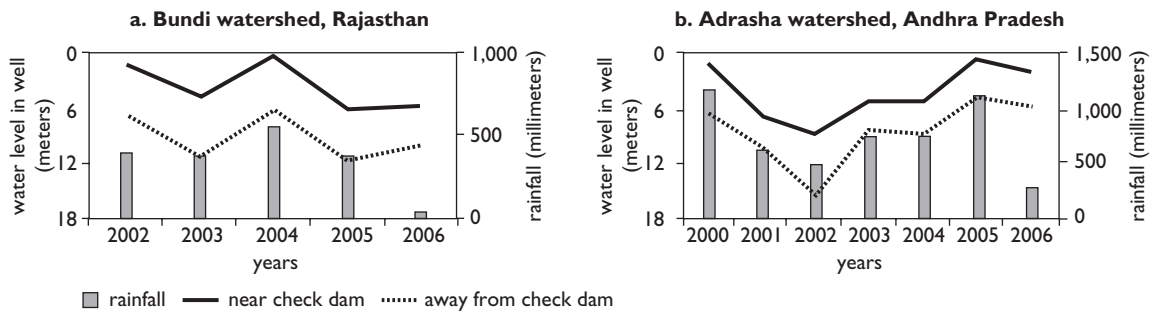 a. Bundi watershed, Rajasthan
water level in well
(meters)
0
6
12
18
1,000
500
0
rainfall (millimeters)
2002 2003 2004 2005 2006
years
b. Adrasha watershed, Andhra Pradesh
water level in well
(meters)
0
6
12
18
1,500
1,000
500
0
rainfall (millimeters)
2000 2001 2002 2003 2004 2005 2006
years
rainfall near check dam away from check dam